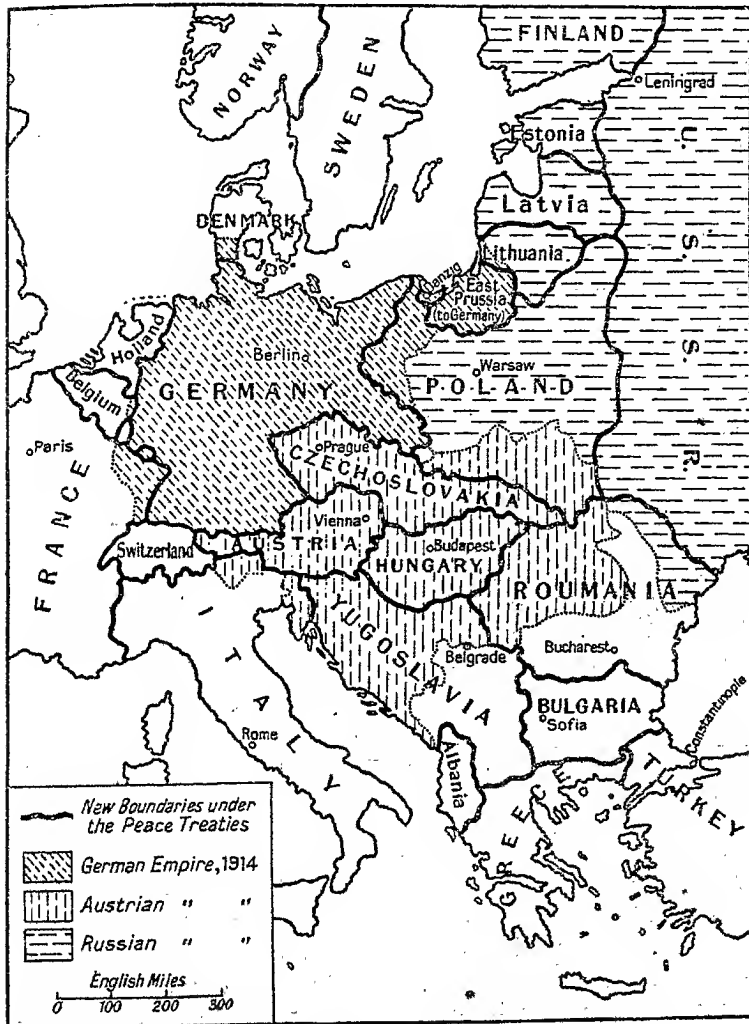 FINLAND
NORWAY
SWEDEN
Leningrad
Estonia
U. S. S. R.
Latvia
DENMARK
Lithuania
Danzig
East
Prussia
(to Germany)
Holland
Berlin
GERMANY
Warsaw
POLAND
Belgium
Paris
Prague
CZECHOSLOVAKIA
FRANCE
Vienna
Switzerland
AUSTRIA
Budapest
HUNGARY
ROUMANIA
ITALY
YUGOSLAVIA
Belgrade
Bucharest
BULGARIA
Sofia
Constantinople
Rome
Albania
TURKEY
GREECE
New Boundaries under
the Peace Treaties
German Empire, 1914
Austrian " "
Russian " "
English Miles
0 100 200 300